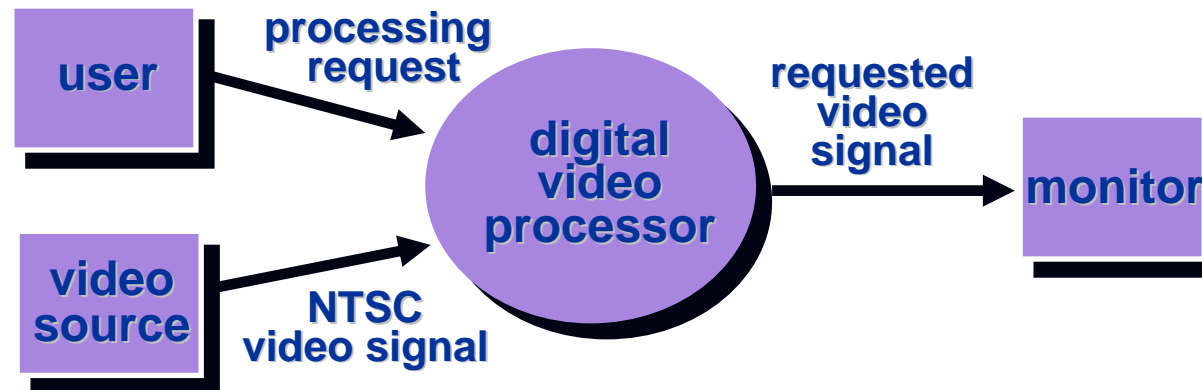 user
processing
request
video
source
NTSC
video signal
digital
video
processor
requested
video
signal
monitor